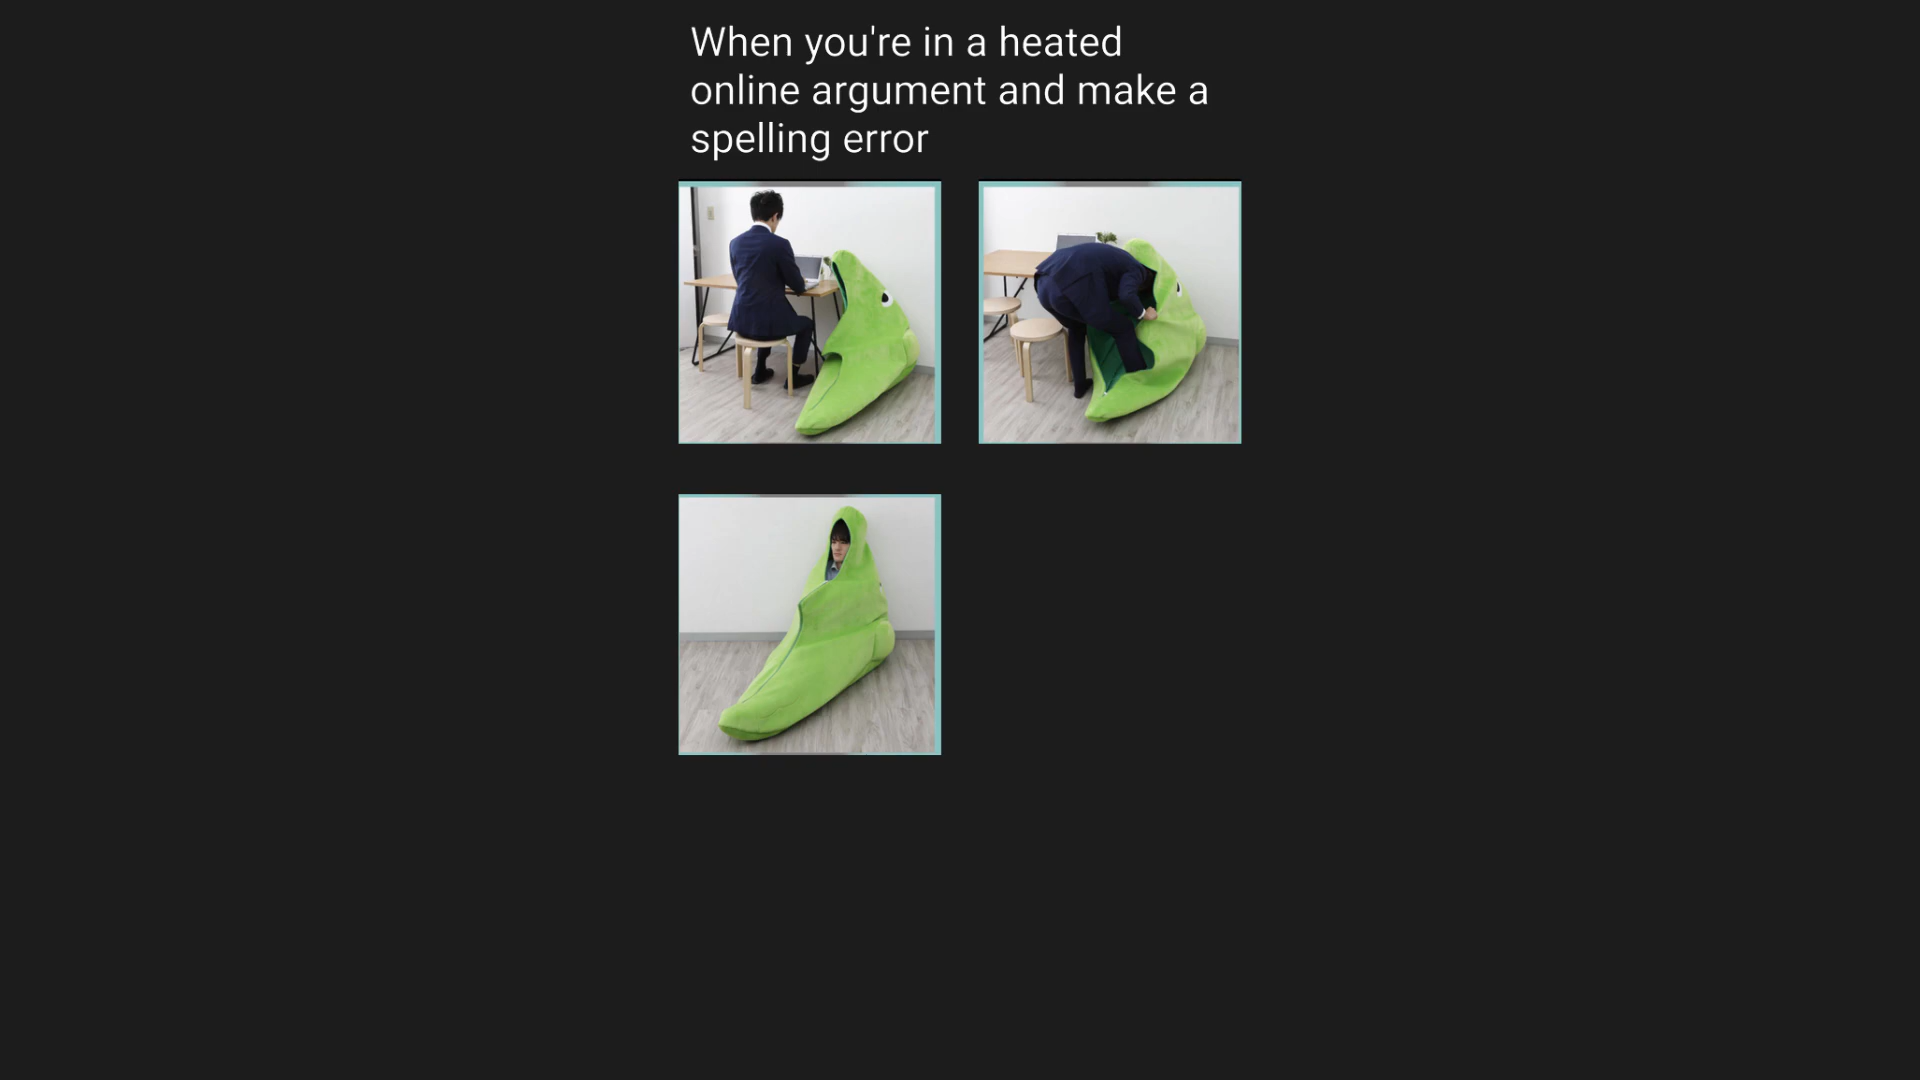 When you're in a heated
online argument and make a
spelling error